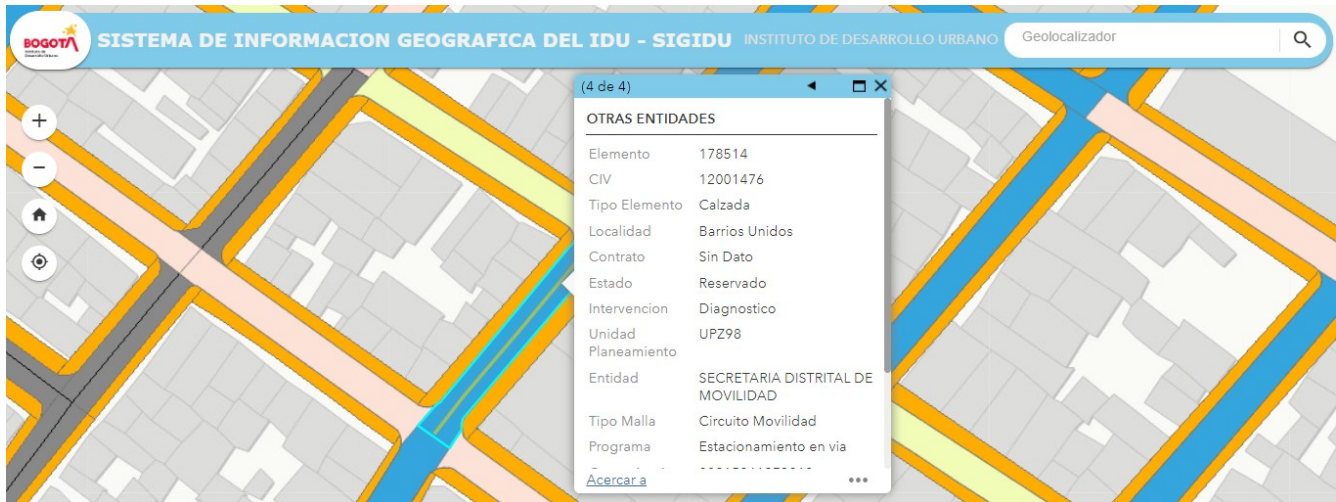 BOGOTÁ
SISTEMA DE INFORMACION GEOGRAFICA DEL IDU - SIGIDU INSTITUTO DE DESARROLLO URBANO
Geolocalizador
(4 de 4)
OTRAS ENTIDADES
Elemento 178514
CIV 12001476
Tipo Elemento Calzada
Localidad Barrios Unidos
Contrato Sin Dato
Estado Reservado
Intervencion Diagnostico
Unidad UPZ98
Planeamiento
Entidad SECRETARIA DISTRITAL DE
MOVILIDAD
Tipo Malla Circuito Movilidad
Programa Estacionamiento en via
Acercar a